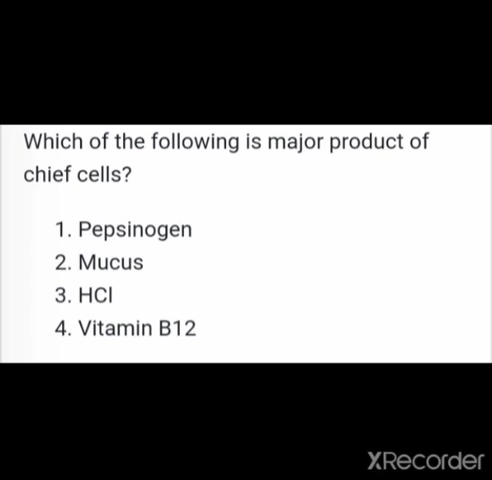 Which of the following is major product of
chief cells?
1. Pepsinogen
2. Mucus
3. HCl
4. Vitamin B12
XRecorder